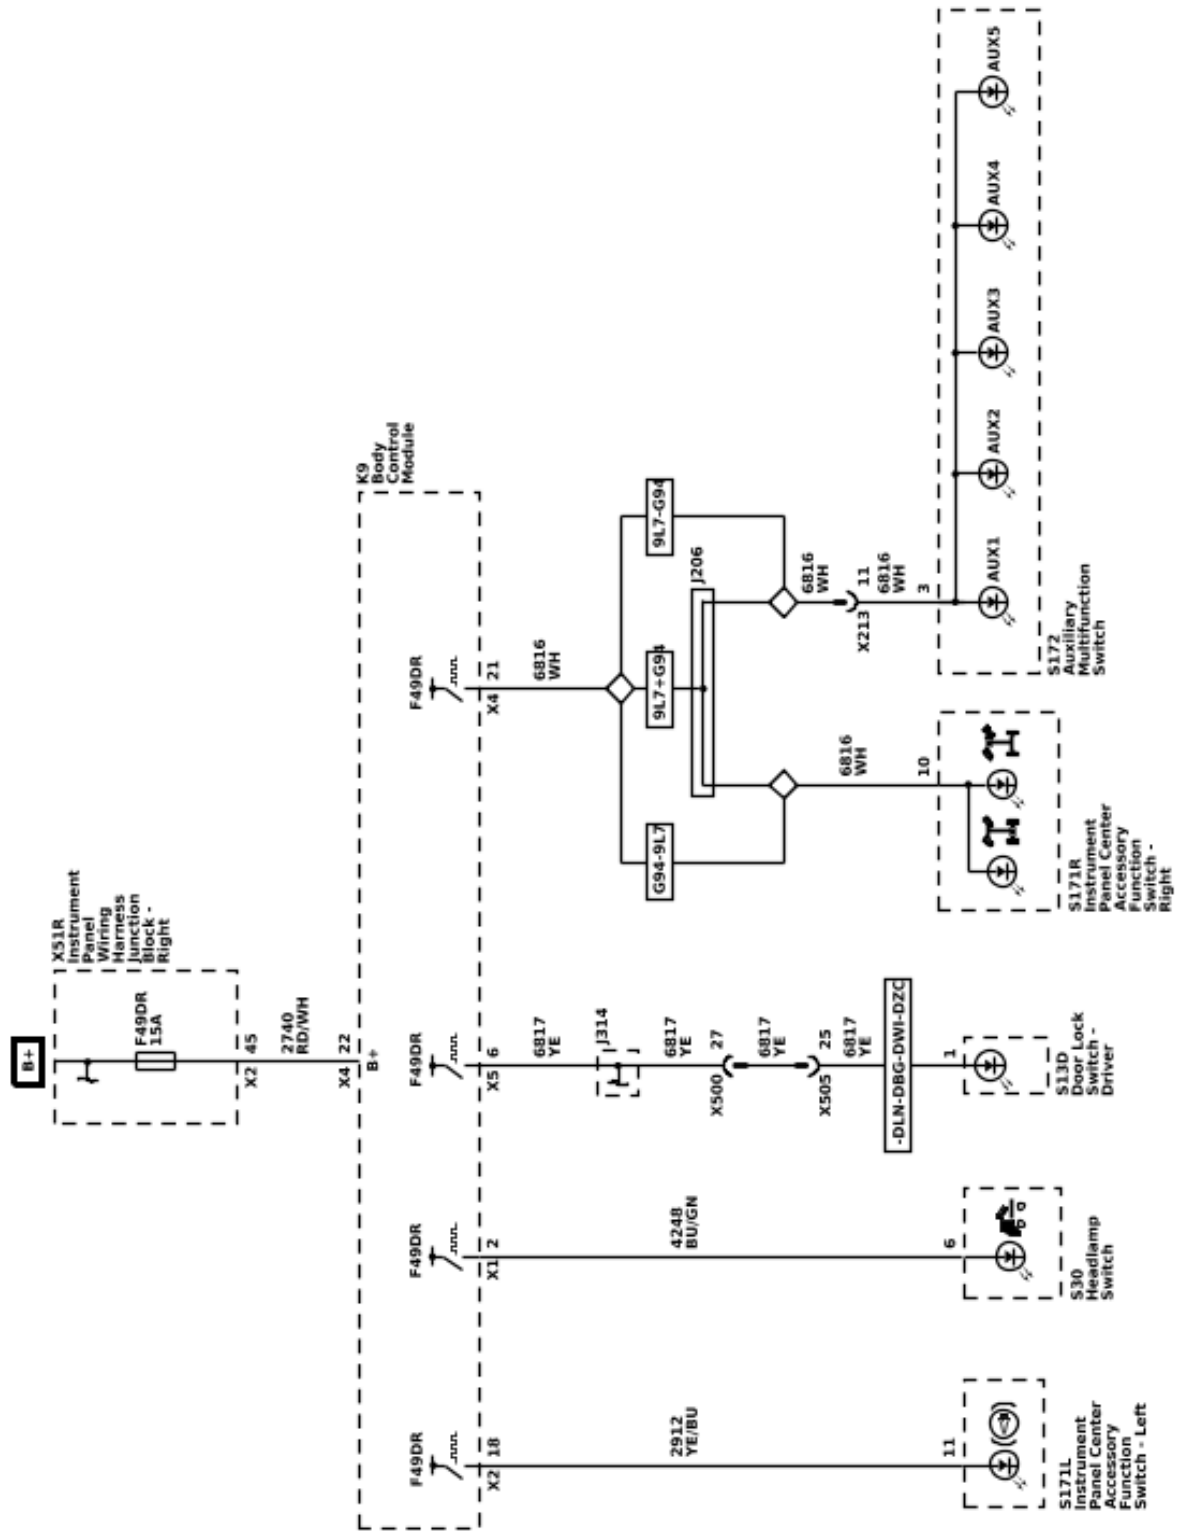 B+
X51R
Instrument
Panel
Wiring
Harness
Junction
Block -
Right
F49DR
15A
X2 45
2740
RD/WH
X4 22
B+
K9
Body
Control
Module
F49DR
X2 18
F49DR
X1 2
F49DR
X5 6
F49DR
X4 21
2912
YE/BU
11
S171L
Instrument
Panel Center
Accessory
Function
Switch - Left
4248
BU/GN
6
S30
Headlamp
Switch
6817
YE
J314
6817
YE
X500 27
6817
YE
X505 25
6817
YE
-DLN-DBG-DWI-DZC
1
S13D
Door Lock
Switch -
Driver
6816
WH
G94-9L7
9L7+G94
9L7-G94
J206
6816
WH
10
S171R
Instrument
Panel Center
Accessory
Function
Switch -
Right
6816
WH
X213 11
6816
WH
3
AUX1
AUX2
AUX3
AUX4
AUX5
S172
Auxiliary
Multifunction
Switch